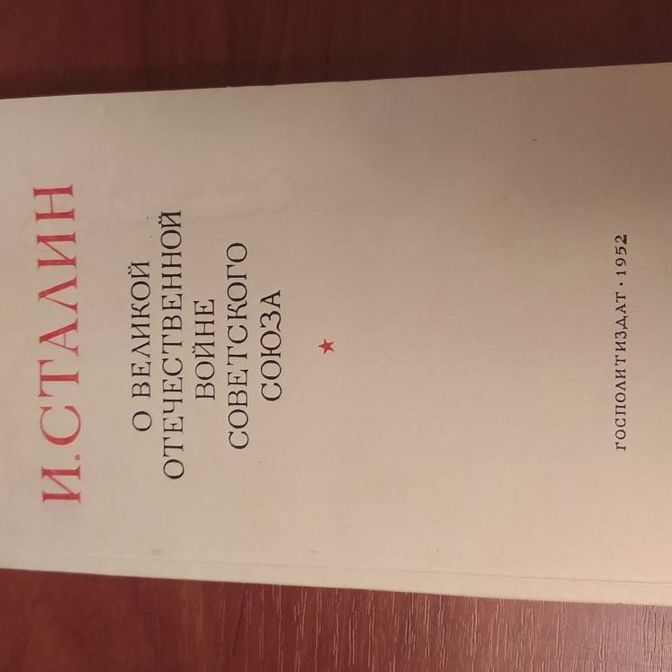 И. СТАЛИН
О ВЕЛИКОЙ
ОТЕЧЕСТВЕННОЙ
ВОЙНЕ
СОВЕТСКОГО
СОЮЗА
ГОСПОЛИТИЗДАТ · 1952